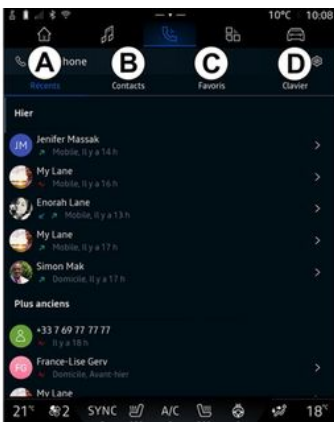 10°C 10:08
hone
A B C D
Récents Contacts Favoris Clavier
Hier
JM Jenifer Massak
Mobile, Il y a 14 h
My Lane
Mobile, Il y a 16 h
Enorah Lane
Mobile, Il y a 13 h
My Lane
Mobile, Il y a 17 h
Simon Mak
Domicile, Il y a 17 h
Plus anciens
+33 7 69 77 77 77
Il y a 18 h
FG France-Lise Gerv
Domicile, Avant-hier
My Lane
21° 2 SYNC A/C 18°